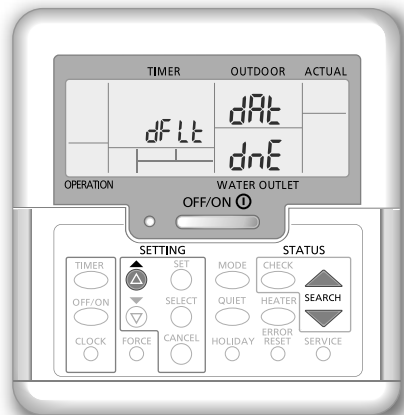 TIMER OUTDOOR ACTUAL
dFLt dAt
dnE
OPERATION WATER OUTLET
OFF/ON
SETTING STATUS
TIMER SET MODE CHECK
OFF/ON SELECT QUIET HEATER SEARCH
CLOCK FORCE CANCEL HOLIDAY ERROR RESET SERVICE